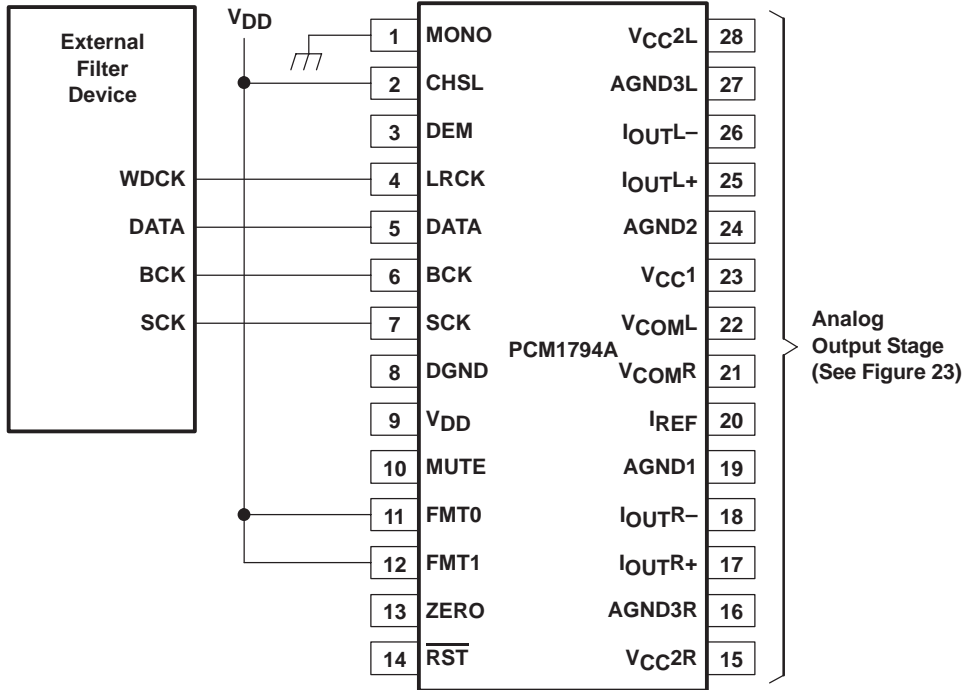 External
Filter
Device
WDCK
DATA
BCK
SCK
VDD
1 MONO
2 CHSL
3 DEM
4 LRCK
5 DATA
6 BCK
7 SCK
8 DGND
9 VDD
10 MUTE
11 FMT0
12 FMT1
13 ZERO
14 RST
PCM1794A
VCC2L 28
AGND3L 27
IOUTL– 26
IOUTL+ 25
AGND2 24
VCC1 23
VCOML 22
VCOMR 21
IREF 20
AGND1 19
IOUTR– 18
IOUTR+ 17
AGND3R 16
VCC2R 15
Analog
Output Stage
(See Figure 23)